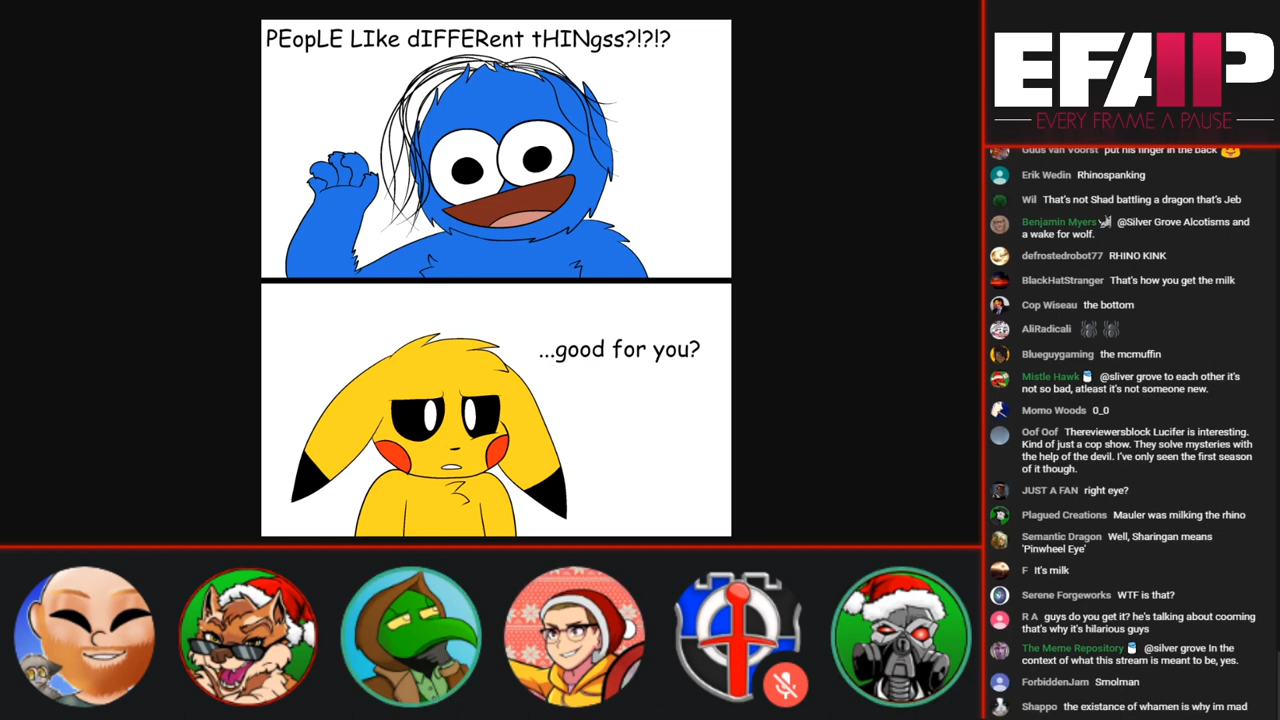 PEopLE LIke dIFFERent tHINgss?!?!?
...good for you?
EFAP
EVERY FRAME A PAUSE
Guus van Voorst put his finger in the back
Erik Wedin Rhinospanking
Wil That's not Shad battling a dragon that's Jeb
Benjamin Myers @Silver Grove Alcotisms and
a wake for wolf.
defrostedrobot77 RHINO KINK
BlackHatStranger That's how you get the milk
Cop Wiseau the bottom
AliRadicali
Blueguygaming the mcmuffin
Mistle Hawk @sliver grove to each other it's
not so bad, atleast it's not someone new.
Momo Woods 0_0
Oof Oof Thereviewersblock Lucifer is interesting.
Kind of just a cop show. They solve mysteries with
the help of the devil. I've only seen the first season
of it though.
JUST A FAN right eye?
Plagued Creations Mauler was milking the rhino
Semantic Dragon Well, Sharingan means
'Pinwheel Eye'
F It's milk
Serene Forgeworks WTF is that?
R A guys do you get it? he's talking about cooming
that's why it's hilarious guys
The Meme Repository @silver grove In the
context of what this stream is meant to be, yes.
ForbiddenJam Smolman
Shappo the existance of whamen is why im mad